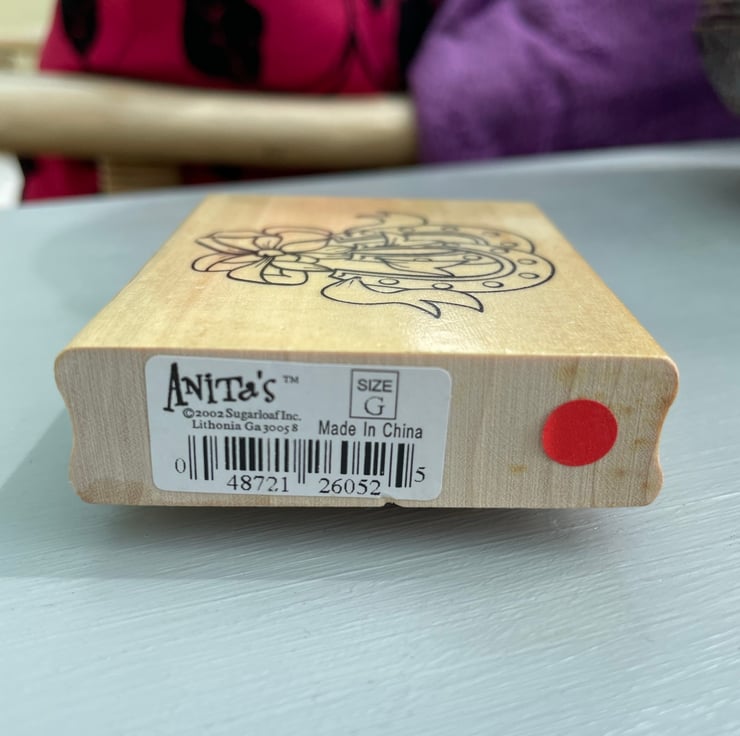 ANiTa's ™
SIZE
G
©2002 Sugarloaf Inc.
Lithonia Ga 30058
Made In China
0 48721 26052 5